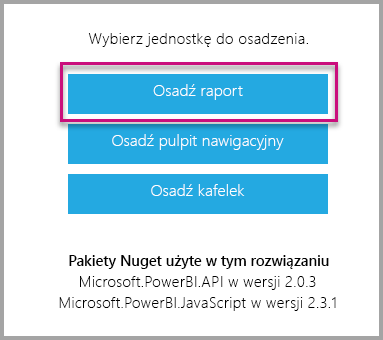 Wybierz jednostkę do osadzenia.
Osadź raport
Osadź pulpit nawigacyjny
Osadź kafelek
Pakiety Nuget użyte w tym rozwiązaniu
Microsoft.PowerBI.API w wersji 2.0.3
Microsoft.PowerBI.JavaScript w wersji 2.3.1